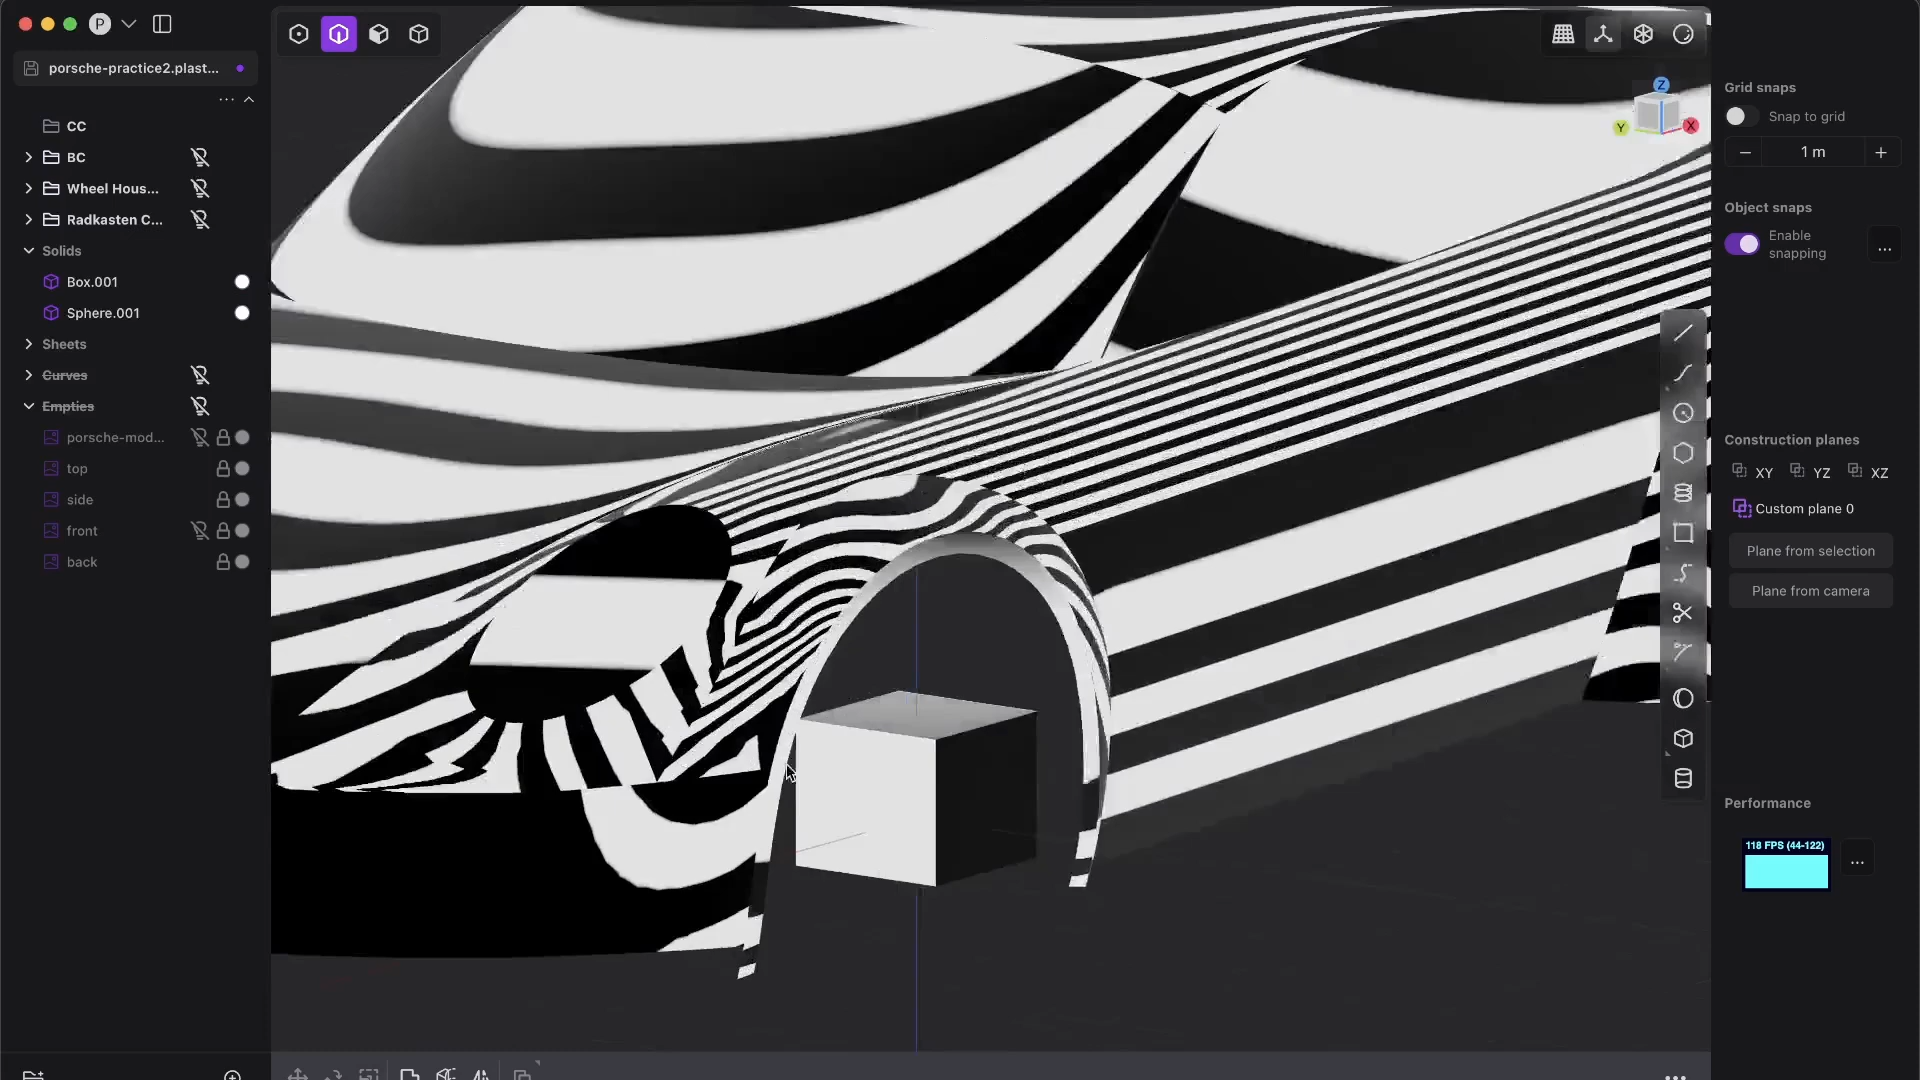 P
porsche-practice2.plast...
CC
BC
Wheel Hous...
Radkasten C...
Solids
Box.001
Sphere.001
Sheets
Curves
Empties
porsche-mod...
top
side
front
back
Z
Y
X
Grid snaps
Snap to grid
1 m
Object snaps
Enable
snapping
...
Construction planes
XY
YZ
XZ
Custom plane 0
Plane from selection
Plane from camera
Performance
118 FPS (44-122)
...